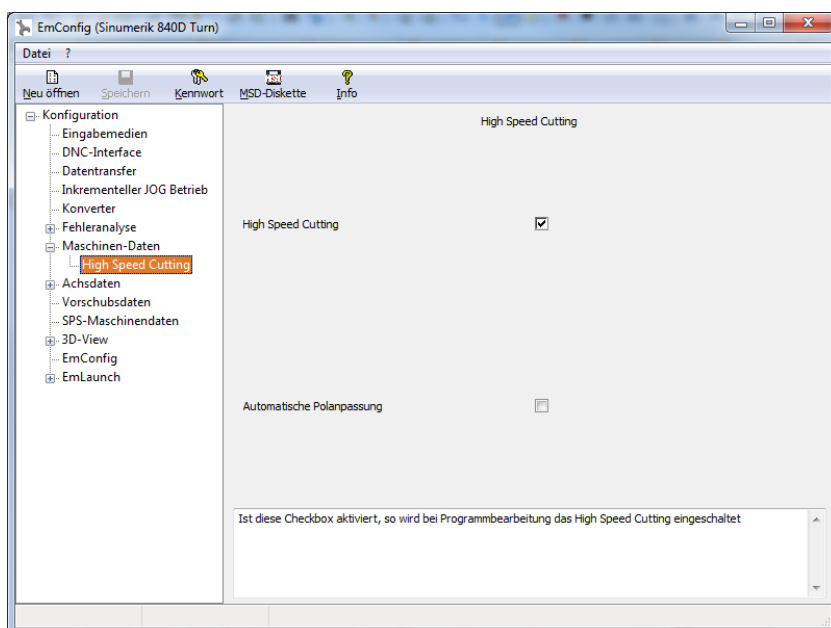 EmConfig (Sinumerik 840D Turn)
Datei ?
Neu öffnen Speichern Kennwort MSD-Diskette Info
Konfiguration
Eingabemedien
DNC-Interface
Datentransfer
Inkrementeller JOG Betrieb
Konverter
Fehleranalyse
Maschinen-Daten
High Speed Cutting
Achsdaten
Vorschubsdaten
SPS-Maschinendaten
3D-View
EmConfig
EmLaunch
High Speed Cutting
High Speed Cutting
Automatische Polanpassung
Ist diese Checkbox aktiviert, so wird bei Programmbearbeitung das High Speed Cutting eingeschaltet